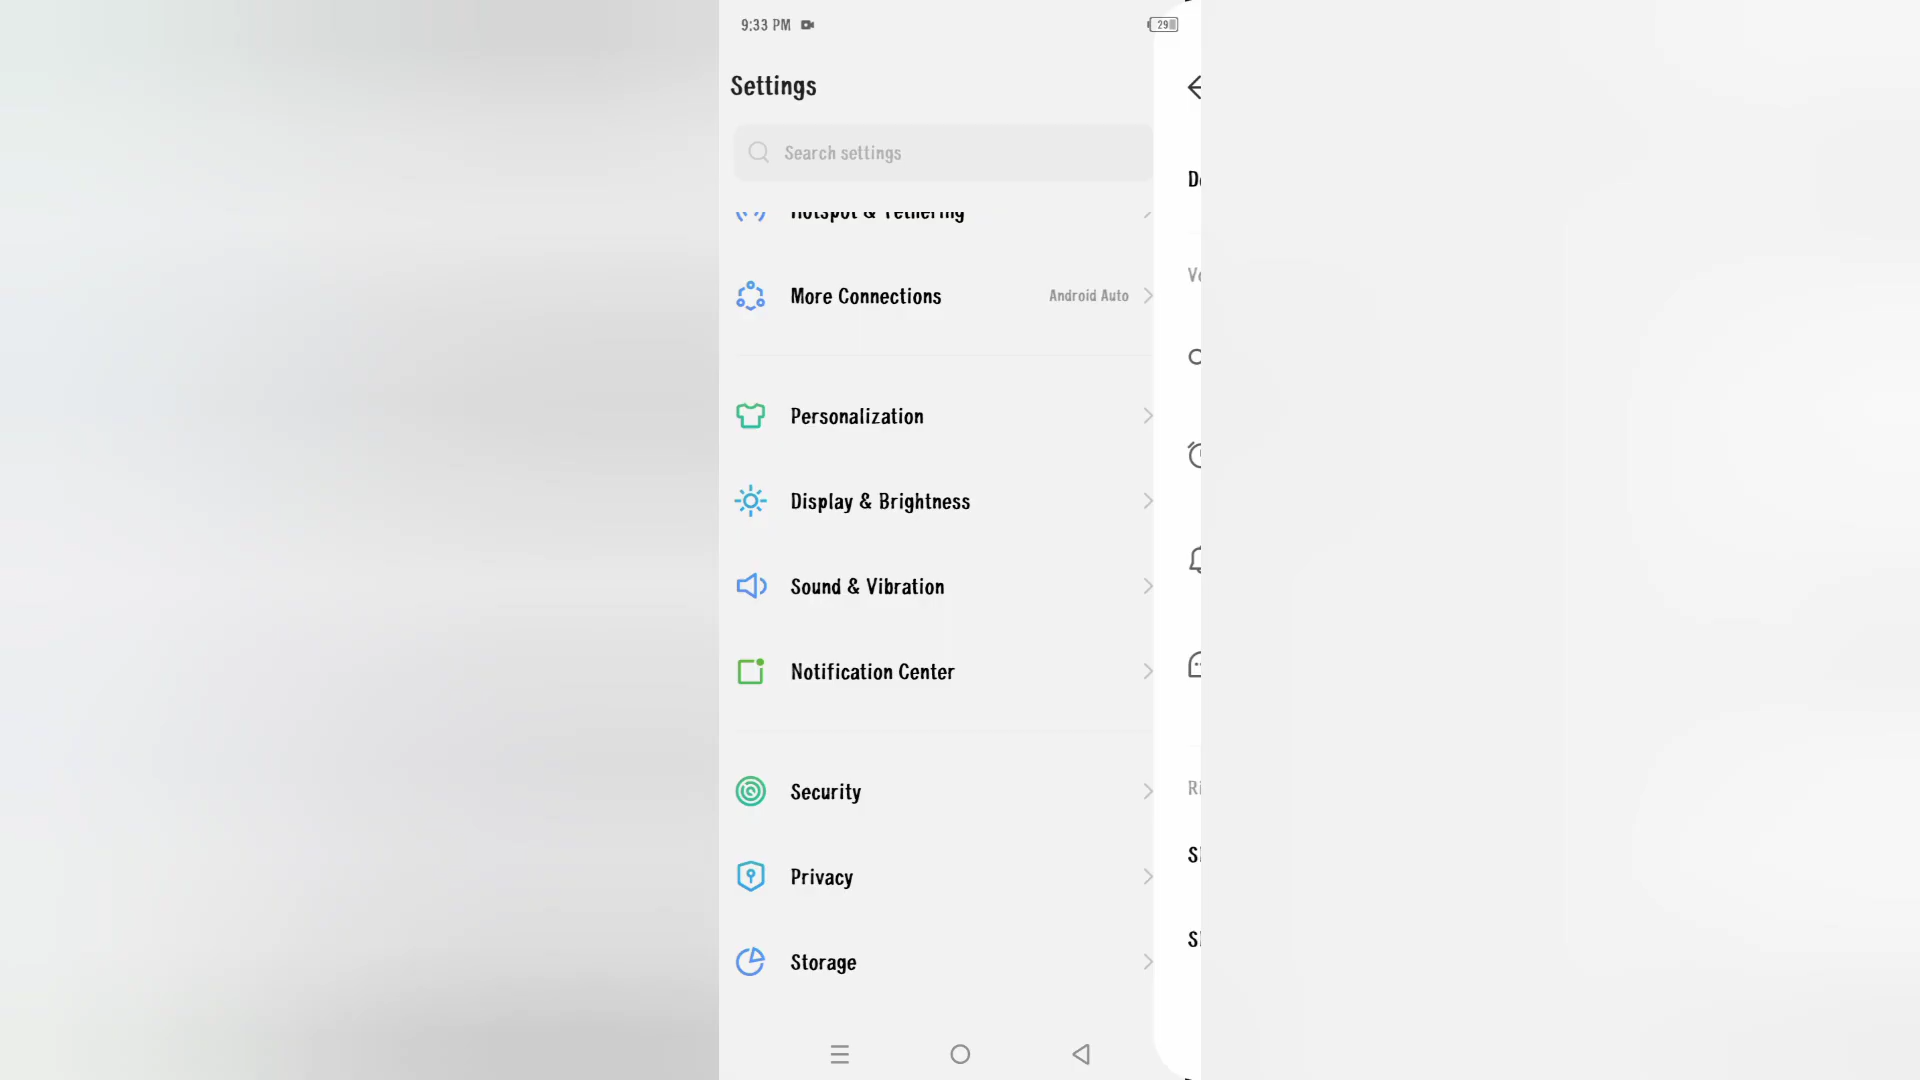 9:33 PM
29
Settings
Search settings
Hotspot & Tethering
More Connections
Android Auto
Personalization
Display & Brightness
Sound & Vibration
Notification Center
Security
Privacy
Storage